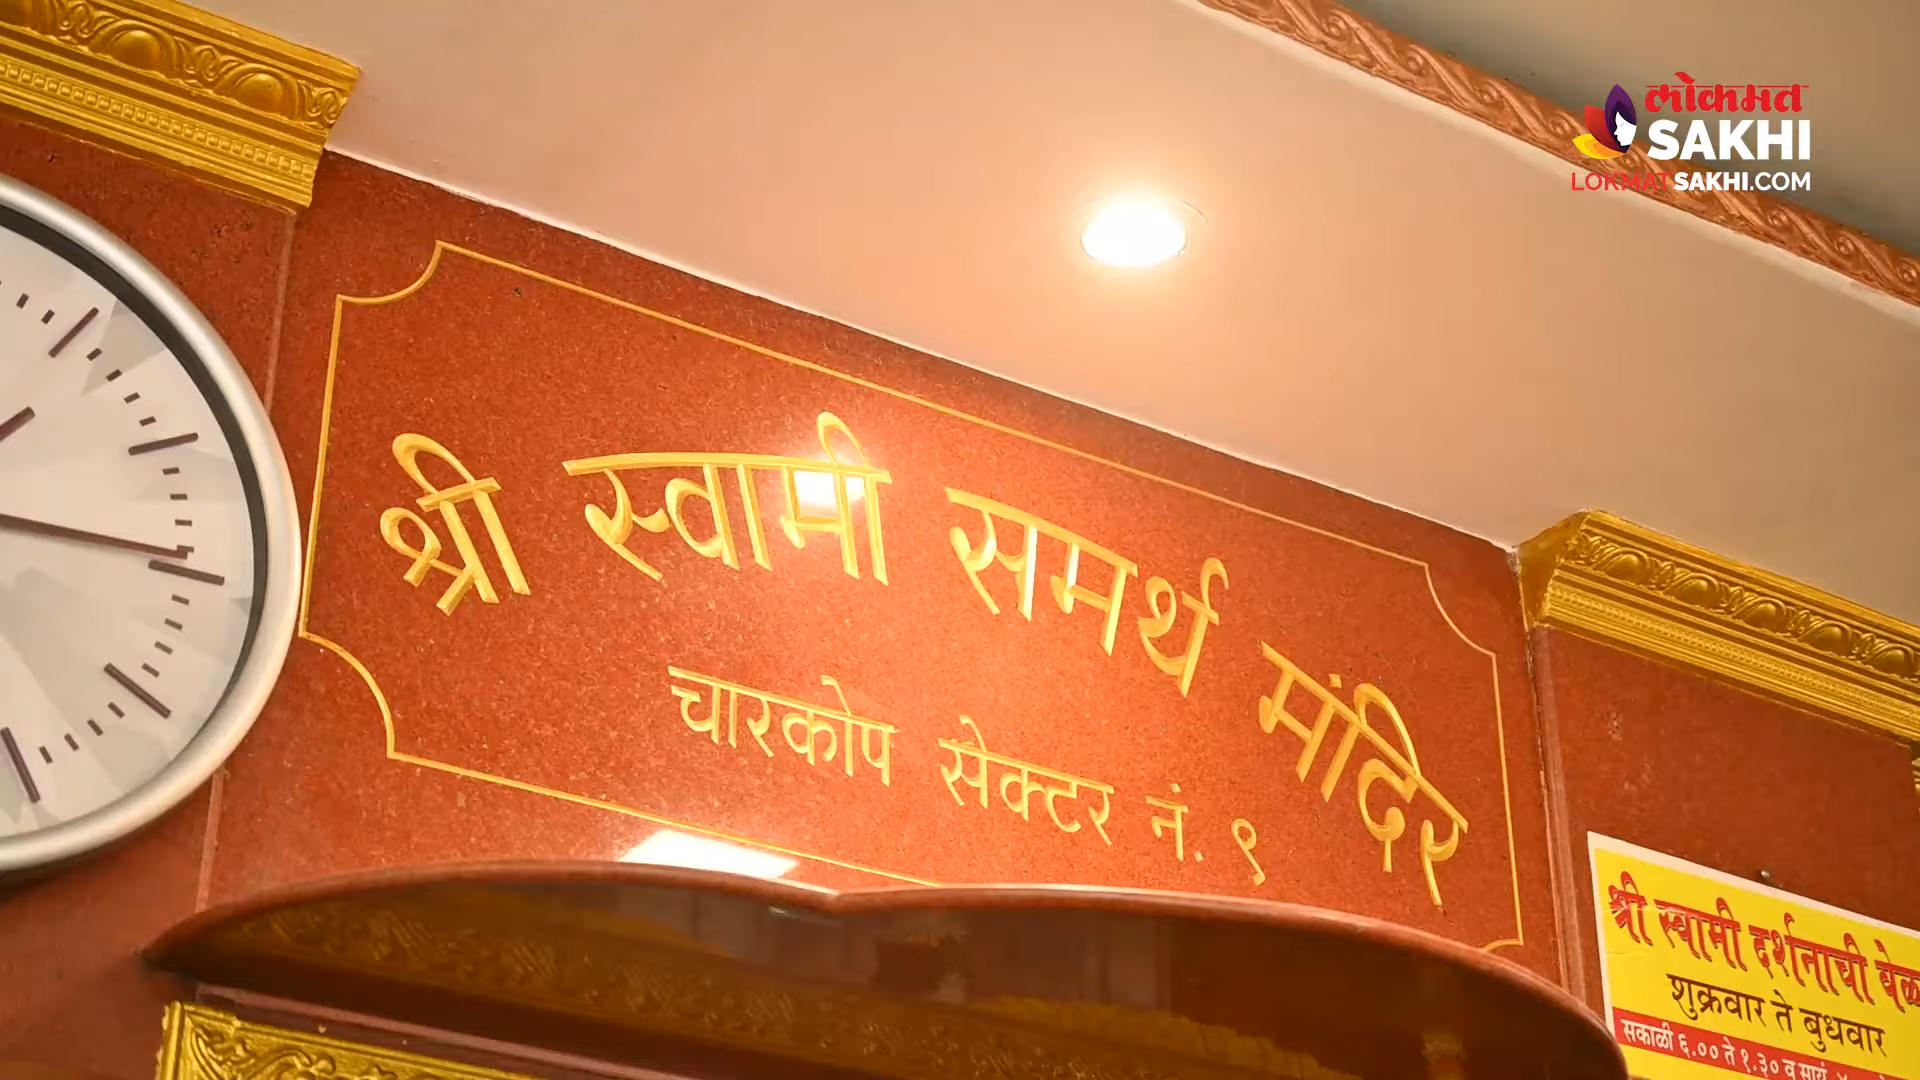 लोकमत
SAKHI
LOKMATSAKHI.COM
श्री स्वामी समर्थ मंदिर
चारकोप सेक्टर नं. ९
श्री स्वामी दर्शनाची
शुक्रवार ते बुधवार
सकाळी ६.०० ते १.३० व सायं.